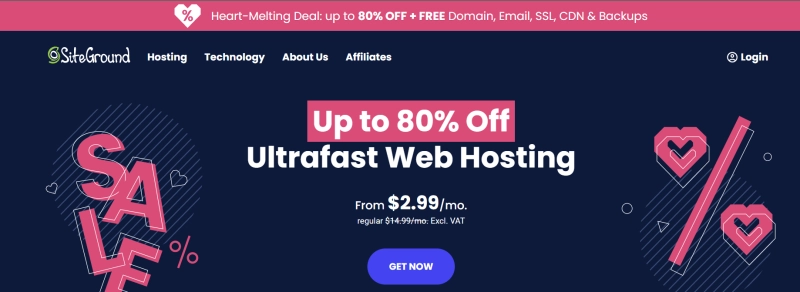 Heart-Melting Deal: up to 80% OFF + FREE Domain, Email, SSL, CDN & Backups
SiteGround Hosting Technology About Us Affiliates Login
Up to 80% Off
Ultrafast Web Hosting
From $2.99/mo.
regular $14.99/mo. Excl. VAT
GET NOW
SA
LE
%